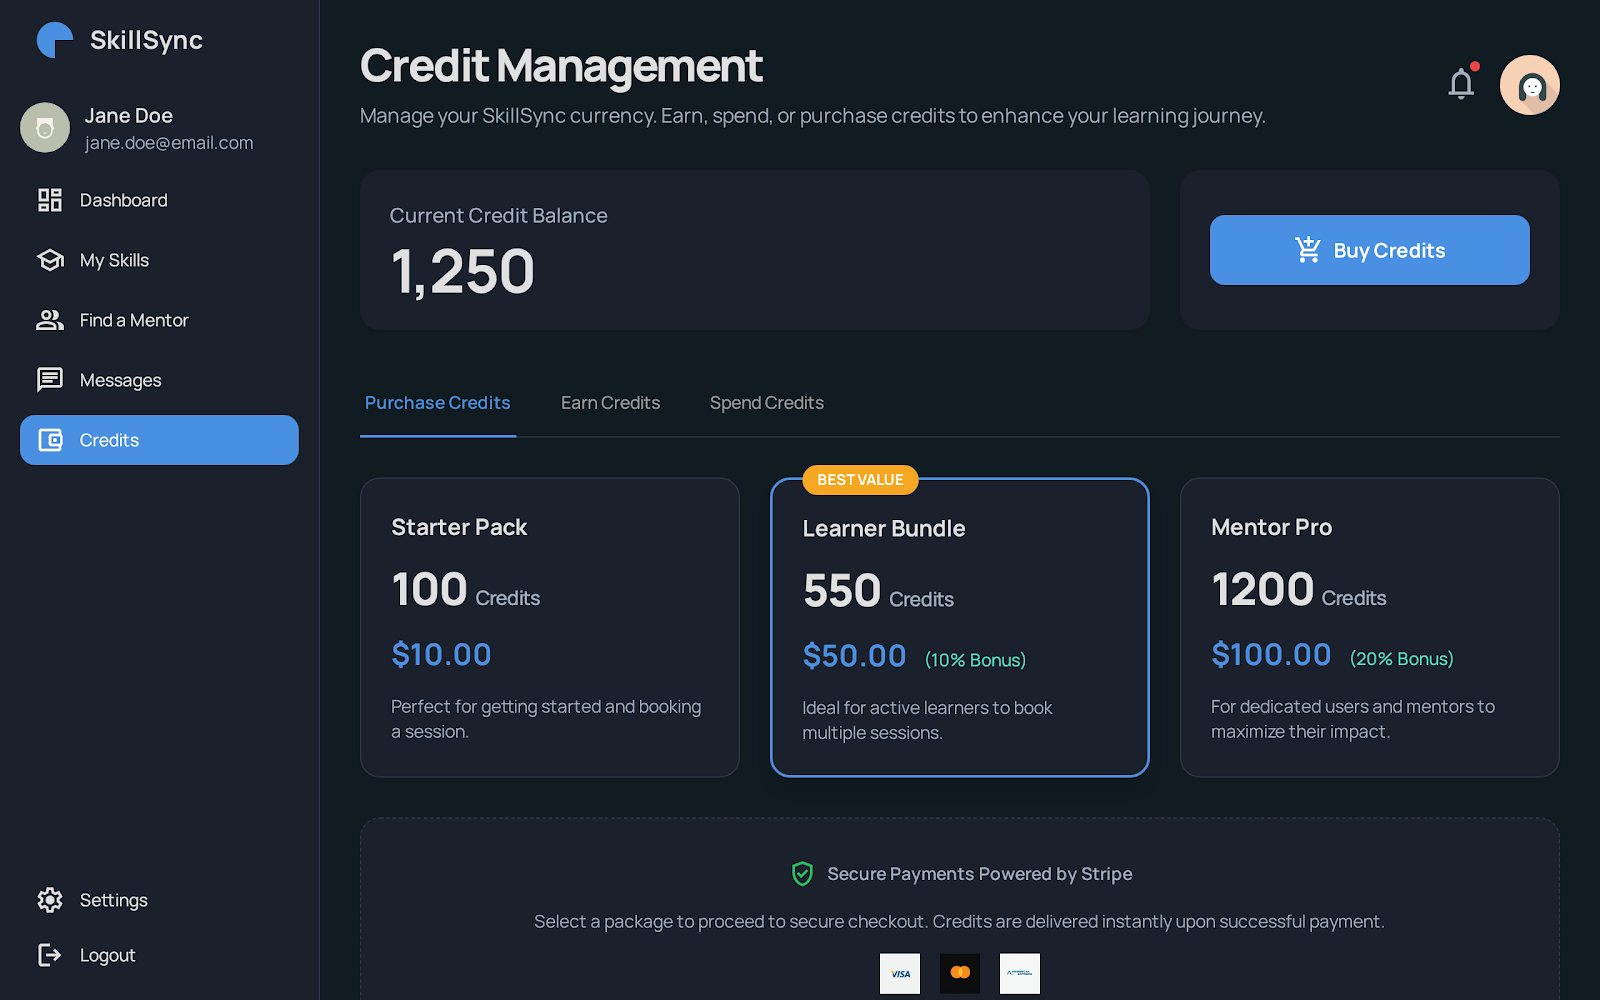 SkillSync
Jane Doe
jane.doe@email.com
Dashboard
My Skills
Find a Mentor
Messages
Credits
Settings
Logout
Credit Management
Manage your SkillSync currency. Earn, spend, or purchase credits to enhance your learning journey.
Current Credit Balance
1,250
Buy Credits
Purchase Credits
Earn Credits
Spend Credits
Starter Pack
100 Credits
$10.00
Perfect for getting started and booking
a session.
BEST VALUE
Learner Bundle
550 Credits
$50.00 (10% Bonus)
Ideal for active learners to book
multiple sessions.
Mentor Pro
1200 Credits
$100.00 (20% Bonus)
For dedicated users and mentors to
maximize their impact.
Secure Payments Powered by Stripe
Select a package to proceed to secure checkout. Credits are delivered instantly upon successful payment.
VISA